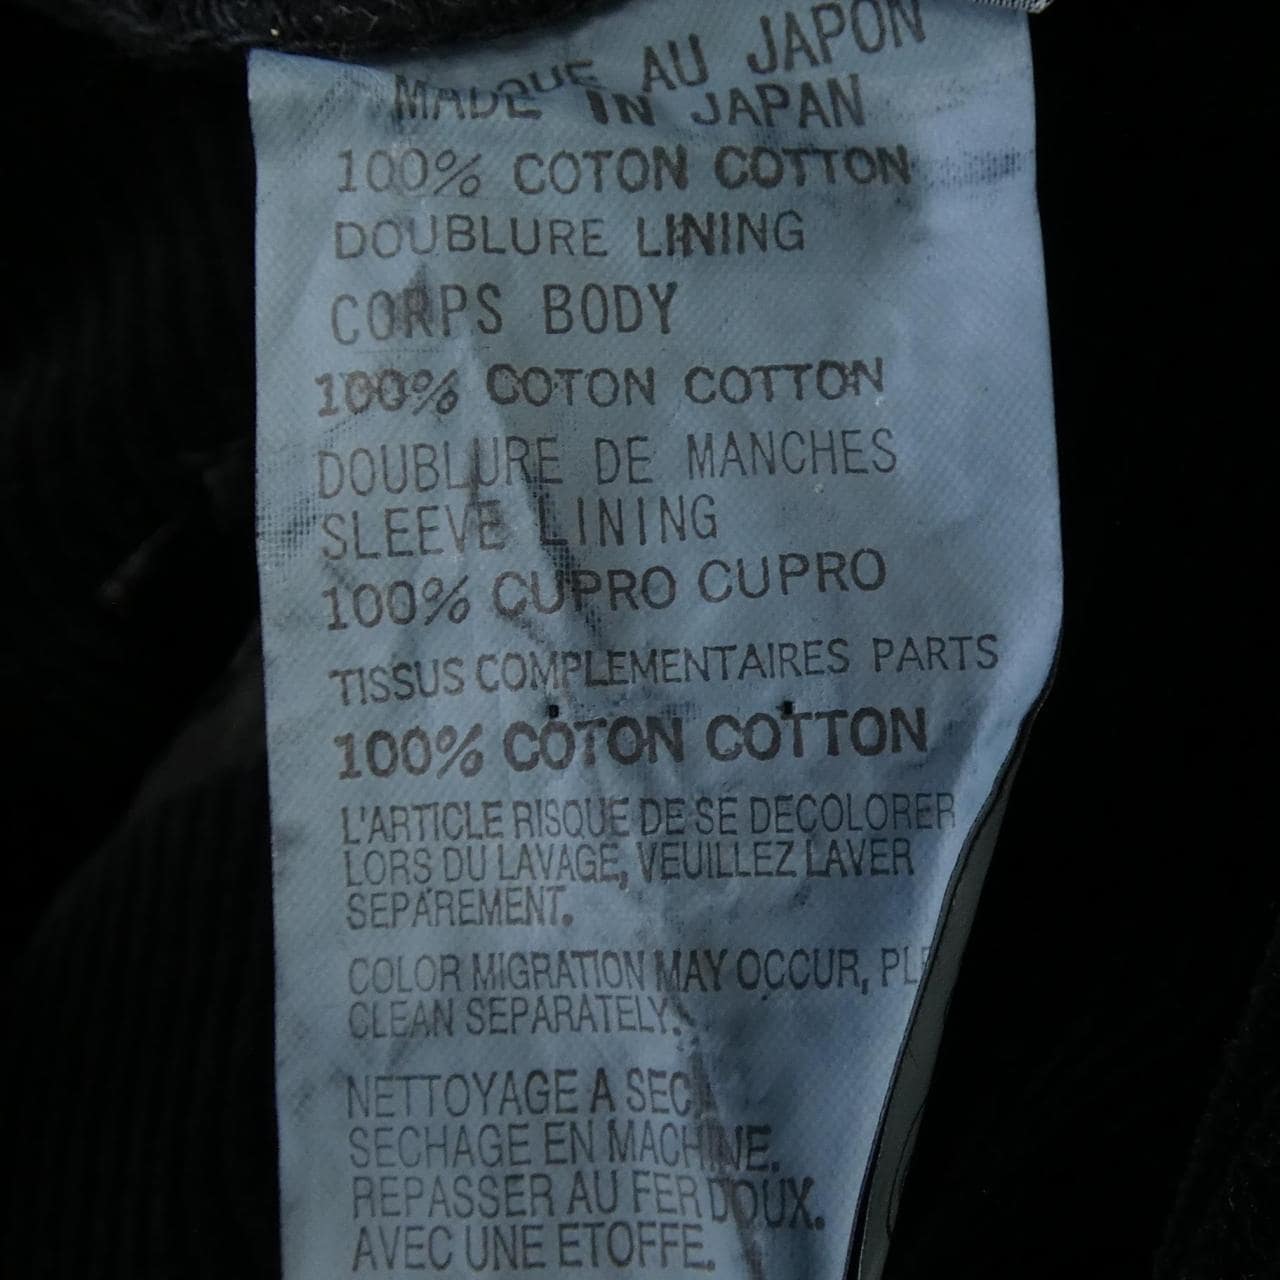 AU JAPON
MADE IN JAPAN
100% COTON COTTON
DOUBLURE LINING
CORPS BODY
100% COTON COTTON
DOUBLURE DE MANCHES
SLEEVE LINING
100% CUPRO CUPRO
TISSUS COMPLEMENTAIRES PARTS
100% COTON COTTON
L'ARTICLE RISQUE DE SE DECOLORER
LORS DU LAVAGE, VEUILLEZ LAVER
SEPAREMENT.
COLOR MIGRATION MAY OCCUR,
CLEAN SEPARATELY.
NETTOYAGE A SEC
SECHAGE EN MACHINE.
REPASSER AU FER DOUX.
AVEC UNE ETOFFE.